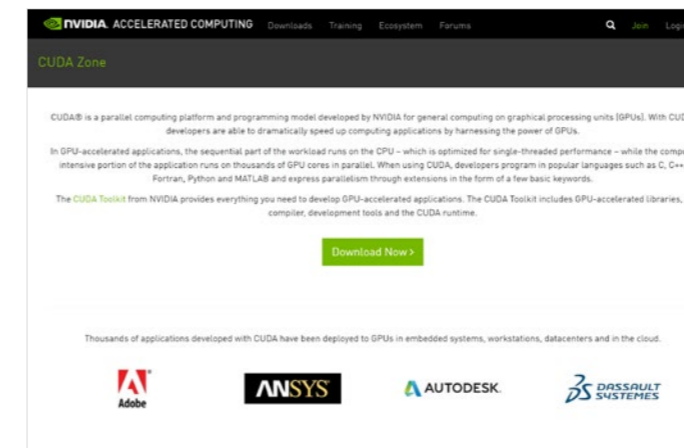 NVIDIA. ACCELERATED COMPUTING Downloads Training Ecosystem Forums Join Login
CUDA Zone
CUDA® is a parallel computing platform and programming model developed by NVIDIA for general computing on graphical processing units (GPUs). With CUD
developers are able to dramatically speed up computing applications by harnessing the power of GPUs.
In GPU-accelerated applications, the sequential part of the workload runs on the CPU – which is optimized for single-threaded performance – while the comp
intensive portion of the application runs on thousands of GPU cores in parallel. When using CUDA, developers program in popular languages such as C, C++
Fortran, Python and MATLAB and express parallelism through extensions in the form of a few basic keywords.
The CUDA Toolkit from NVIDIA provides everything you need to develop GPU-accelerated applications. The CUDA Toolkit includes GPU-accelerated libraries,
compiler, development tools and the CUDA runtime.
Download Now >
Thousands of applications developed with CUDA have been deployed to GPUs in embedded systems, workstations, datacenters and in the cloud.
Adobe ANSYS AUTODESK. DASSAULT SYSTEMES